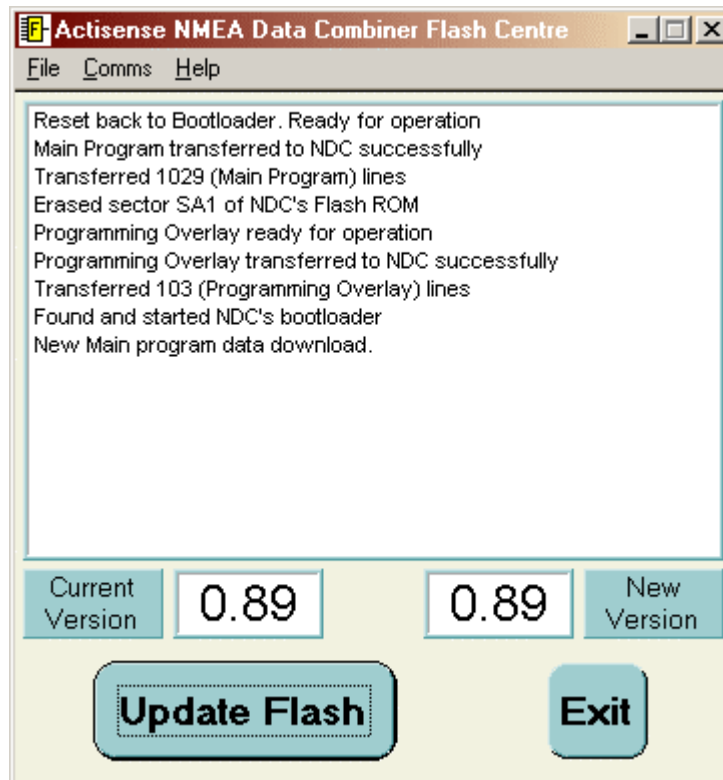 Actisense NMEA Data Combiner Flash Centre
File Comms Help
Reset back to Bootloader. Ready for operation
Main Program transferred to NDC successfully
Transferred 1029 (Main Program) lines
Erased sector SA1 of NDC's Flash ROM
Programming Overlay ready for operation
Programming Overlay transferred to NDC successfully
Transferred 103 (Programming Overlay) lines
Found and started NDC's bootloader
New Main program data download.
Current
Version
0.89
0.89
New
Version
Update Flash
Exit